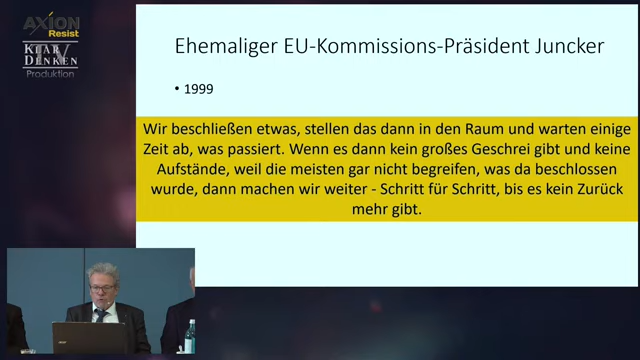 AXION
Resist
KLAR
DENKEN
TV
Produktion
Ehemaliger EU-Kommissions-Präsident Juncker
• 1999
Wir beschließen etwas, stellen das dann in den Raum und warten einige
Zeit ab, was passiert. Wenn es dann kein großes Geschrei gibt und keine
Aufstände, weil die meisten gar nicht begreifen, was da beschlossen
wurde, dann machen wir weiter - Schritt für Schritt, bis es kein Zurück
mehr gibt.